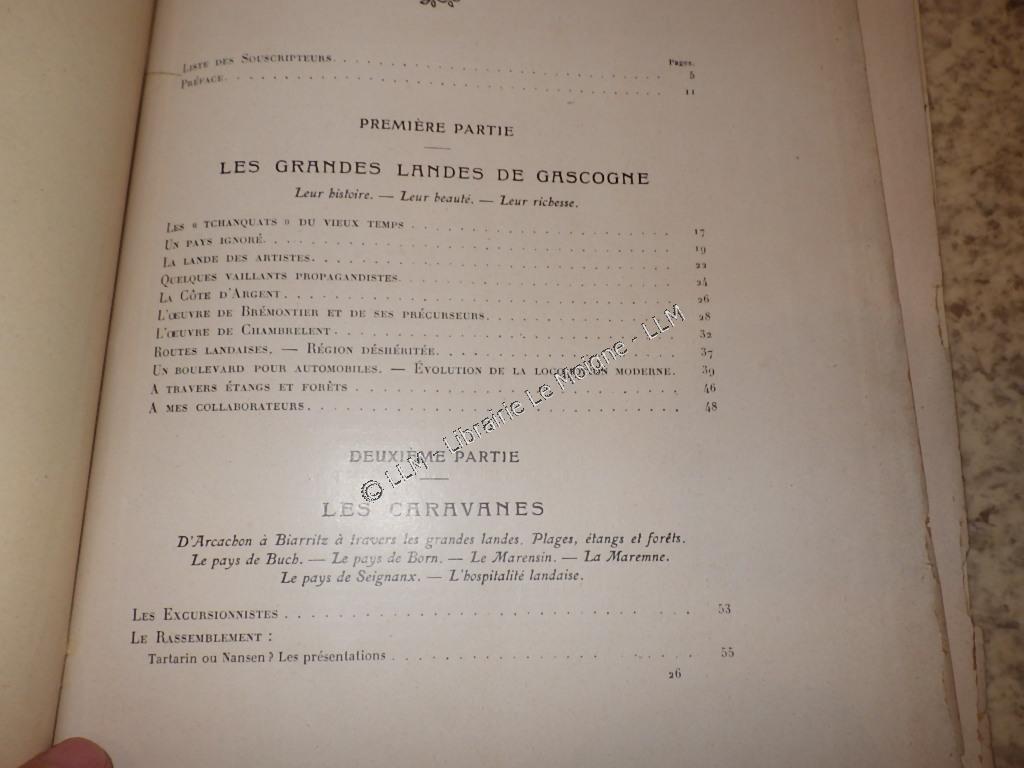 Pages.
Liste des Souscripteurs. 5
Préface. 11
PREMIÈRE PARTIE
LES GRANDES LANDES DE GASCOGNE
Leur histoire. — Leur beauté. — Leur richesse.
Les « tchanquats » du vieux temps 17
Un pays ignoré. 19
La lande des artistes. 22
Quelques vaillants propagandistes. 24
La Côte d'Argent. 26
L'œuvre de Brémontier et de ses précurseurs. 28
L'œuvre de Chambrelent 32
Routes landaises. — Région déshéritée. 37
Un boulevard pour automobiles. — Évolution de la locomotion moderne. 39
A travers étangs et forêts 46
A mes collaborateurs. 48
DEUXIÈME PARTIE
LES CARAVANES
D'Arcachon à Biarritz à travers les grandes landes. Plages, étangs et forêts.
Le pays de Buch. — Le pays de Born. — Le Marensin. — La Maremne.
Le pays de Seignanx. — L'hospitalité landaise.
Les Excursionnistes 53
Le Rassemblement :
Tartarin ou Nansen ? Les présentations 55
26
© LLM - Librairie Le Moigne - LLM